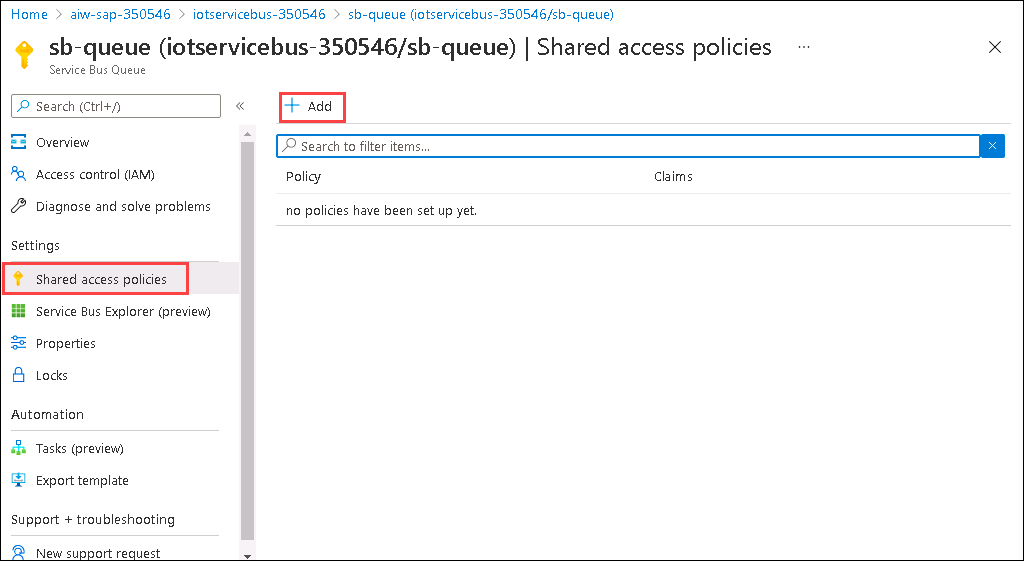 Home > aiw-sap-350546 > iotservicebus-350546 > sb-queue (iotservicebus-350546/sb-queue)
sb-queue (iotservicebus-350546/sb-queue) | Shared access policies ...
Service Bus Queue
Search (Ctrl+/)
«
Add
Overview
Search to filter items...
Access control (IAM)
Policy
Claims
Diagnose and solve problems
no policies have been set up yet.
Settings
Shared access policies
Service Bus Explorer (preview)
Properties
Locks
Automation
Tasks (preview)
Export template
Support + troubleshooting
New support request